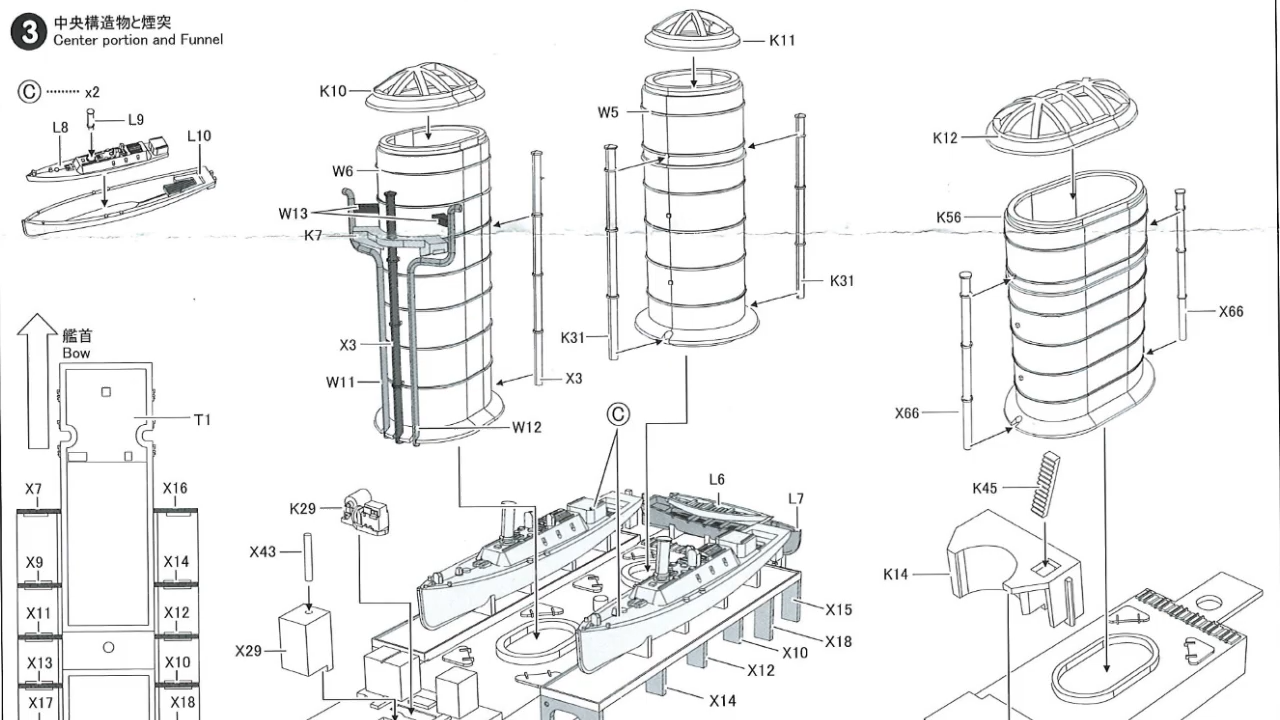 3
中央構造物と煙突
Center portion and Funnel
C ········· x2
L8
L9
L10
K10
K11
W5
W6
W13
K7
X3
W11
X3
W12
K31
K31
K12
K56
X66
X66
艦首
Bow
T1
X7
X16
X9
X14
X11
X12
X13
X10
X17
X18
K29
X43
X29
C
L6
L7
X15
X18
X10
X12
X14
K45
K14